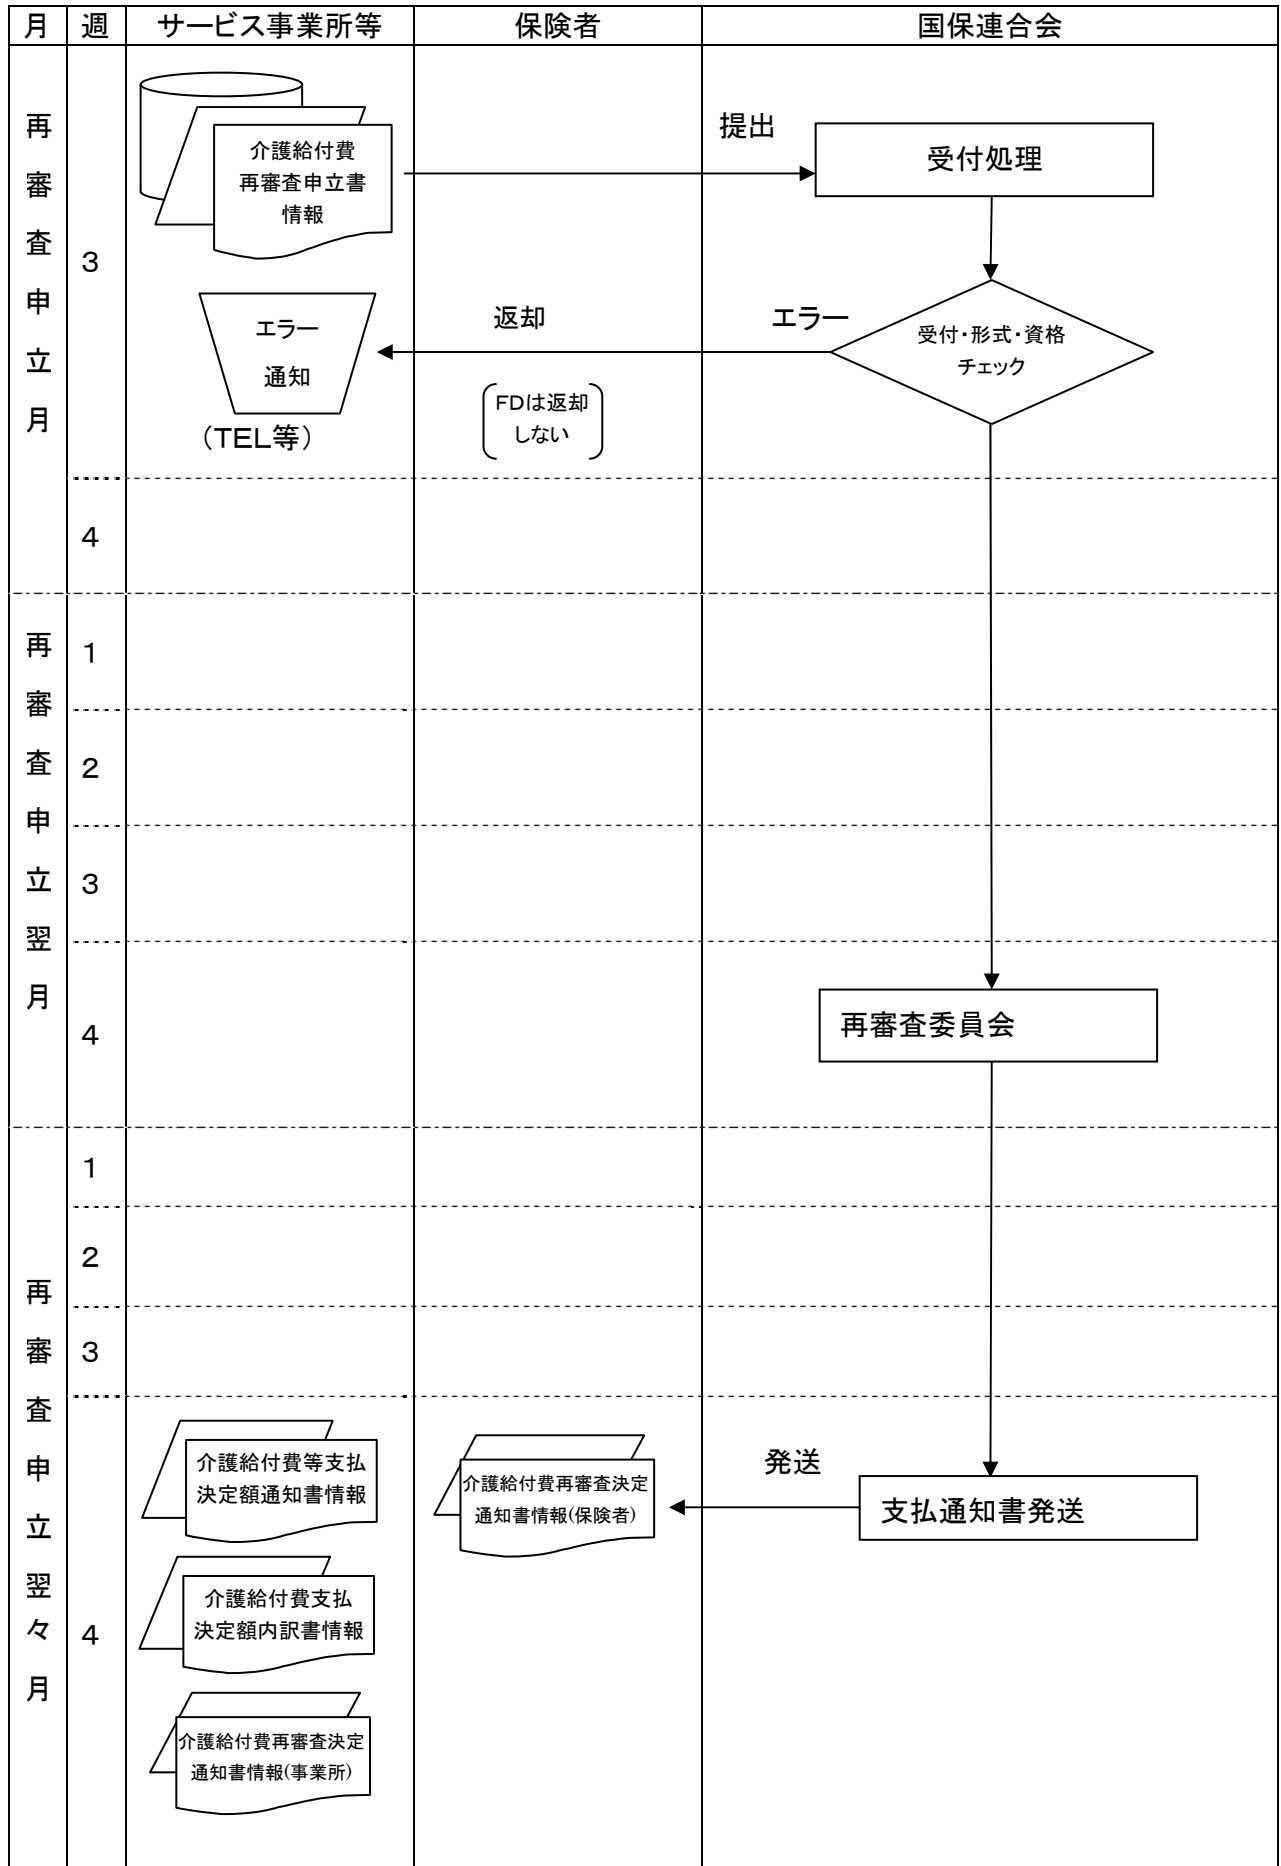 月 週 サービス事業所等 保険者 国保連合会
再審査申立月
3
介護給付費
再審査申立書
情報
提出
受付処理
エラー
通知
(TEL等)
返却
FDは返却
しない
エラー
受付・形式・資格
チェック
4
再審査申立翌月
1
2
3
4
再審査委員会
再審査申立翌々月
1
2
3
4
介護給付費等支払
決定額通知書情報
介護給付費再審査決定
通知書情報(保険者)
発送
支払通知書発送
介護給付費支払
決定額内訳書情報
介護給付費再審査決定
通知書情報(事業所)